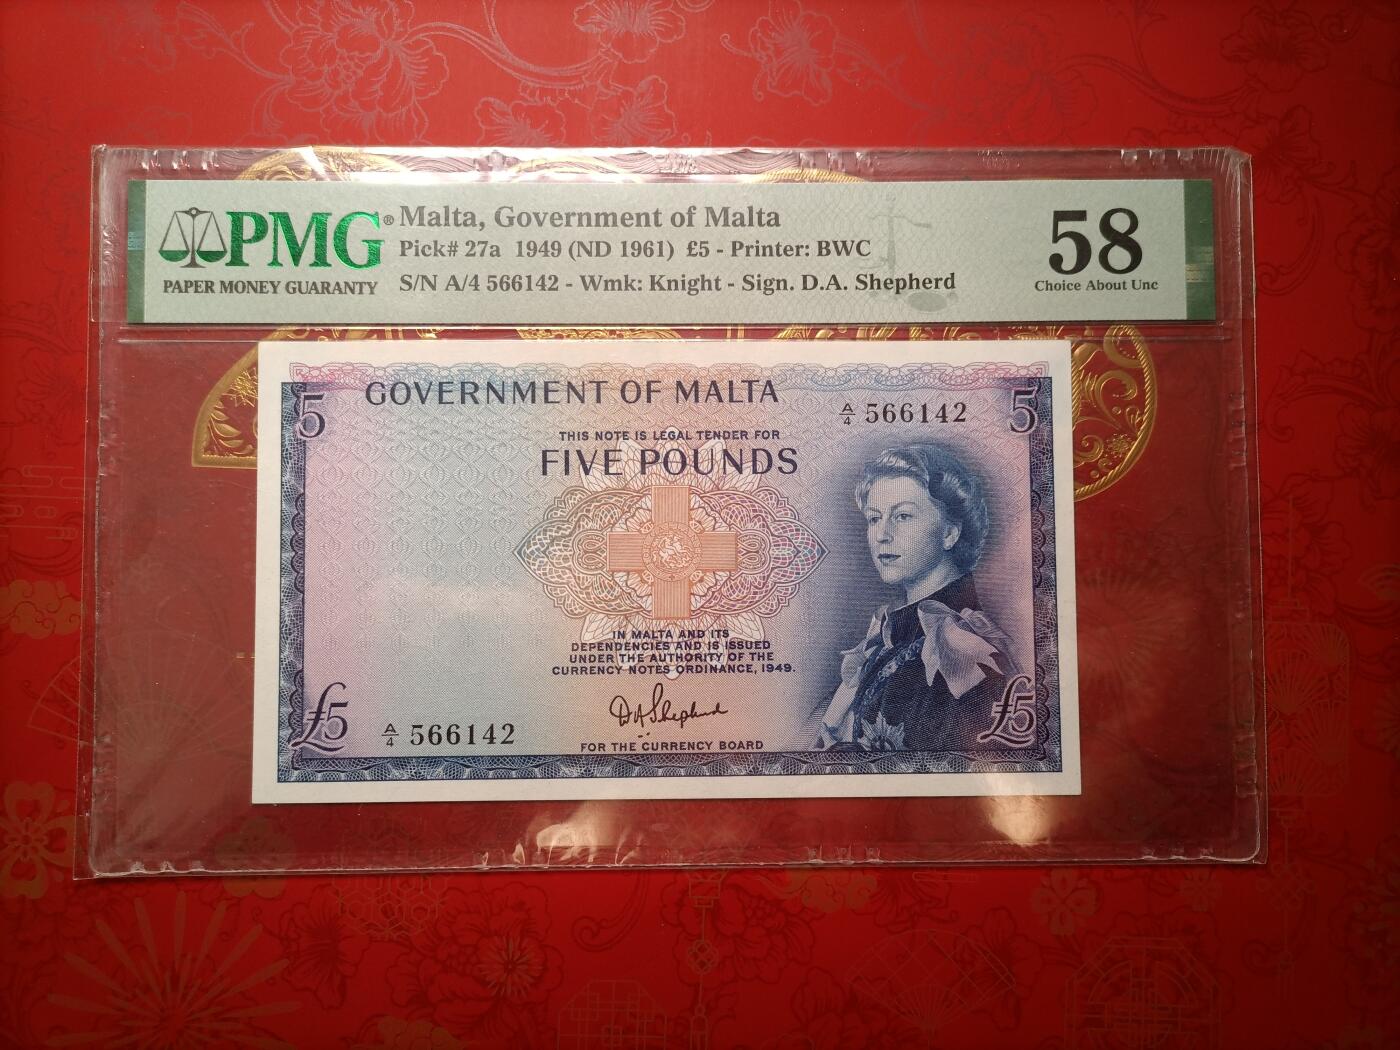 PMG®
PAPER MONEY GUARANTY
Malta, Government of Malta
Pick# 27a 1949 (ND 1961) £5 - Printer: BWC
S/N A/4 566142 - Wmk: Knight - Sign. D.A. Shepherd
58
Choice About Unc
5
GOVERNMENT OF MALTA
A/4 566142
5
THIS NOTE IS LEGAL TENDER FOR
FIVE POUNDS
IN MALTA AND ITS
DEPENDENCIES AND IS ISSUED
UNDER THE AUTHORITY OF THE
CURRENCY NOTES ORDINANCE, 1949.
D A Shepherd
£5
A/4 566142
FOR THE CURRENCY BOARD
£5